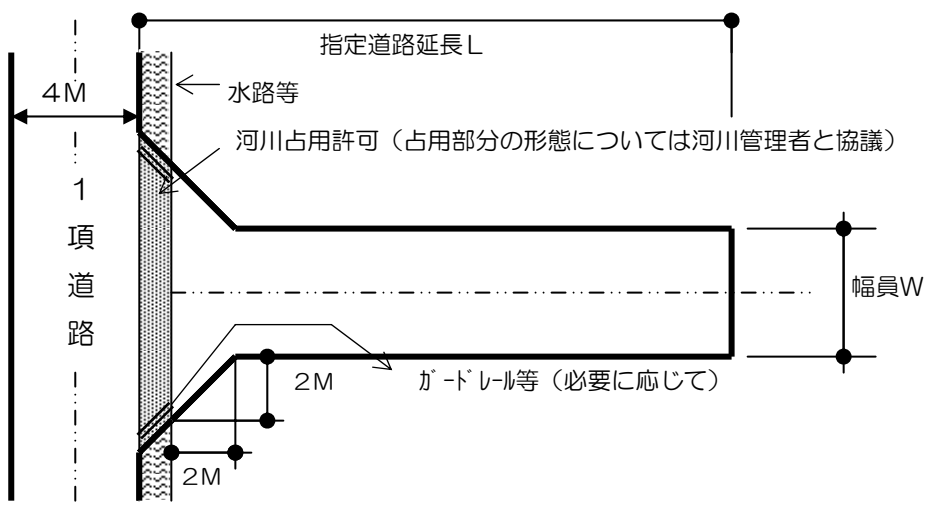 指定道路延長L
4M
水路等
河川占用許可（占用部分の形態については河川管理者と協議）
1項道路
幅員W
2M
ｶﾞｰﾄﾞﾚｰﾙ等（必要に応じて）
2M